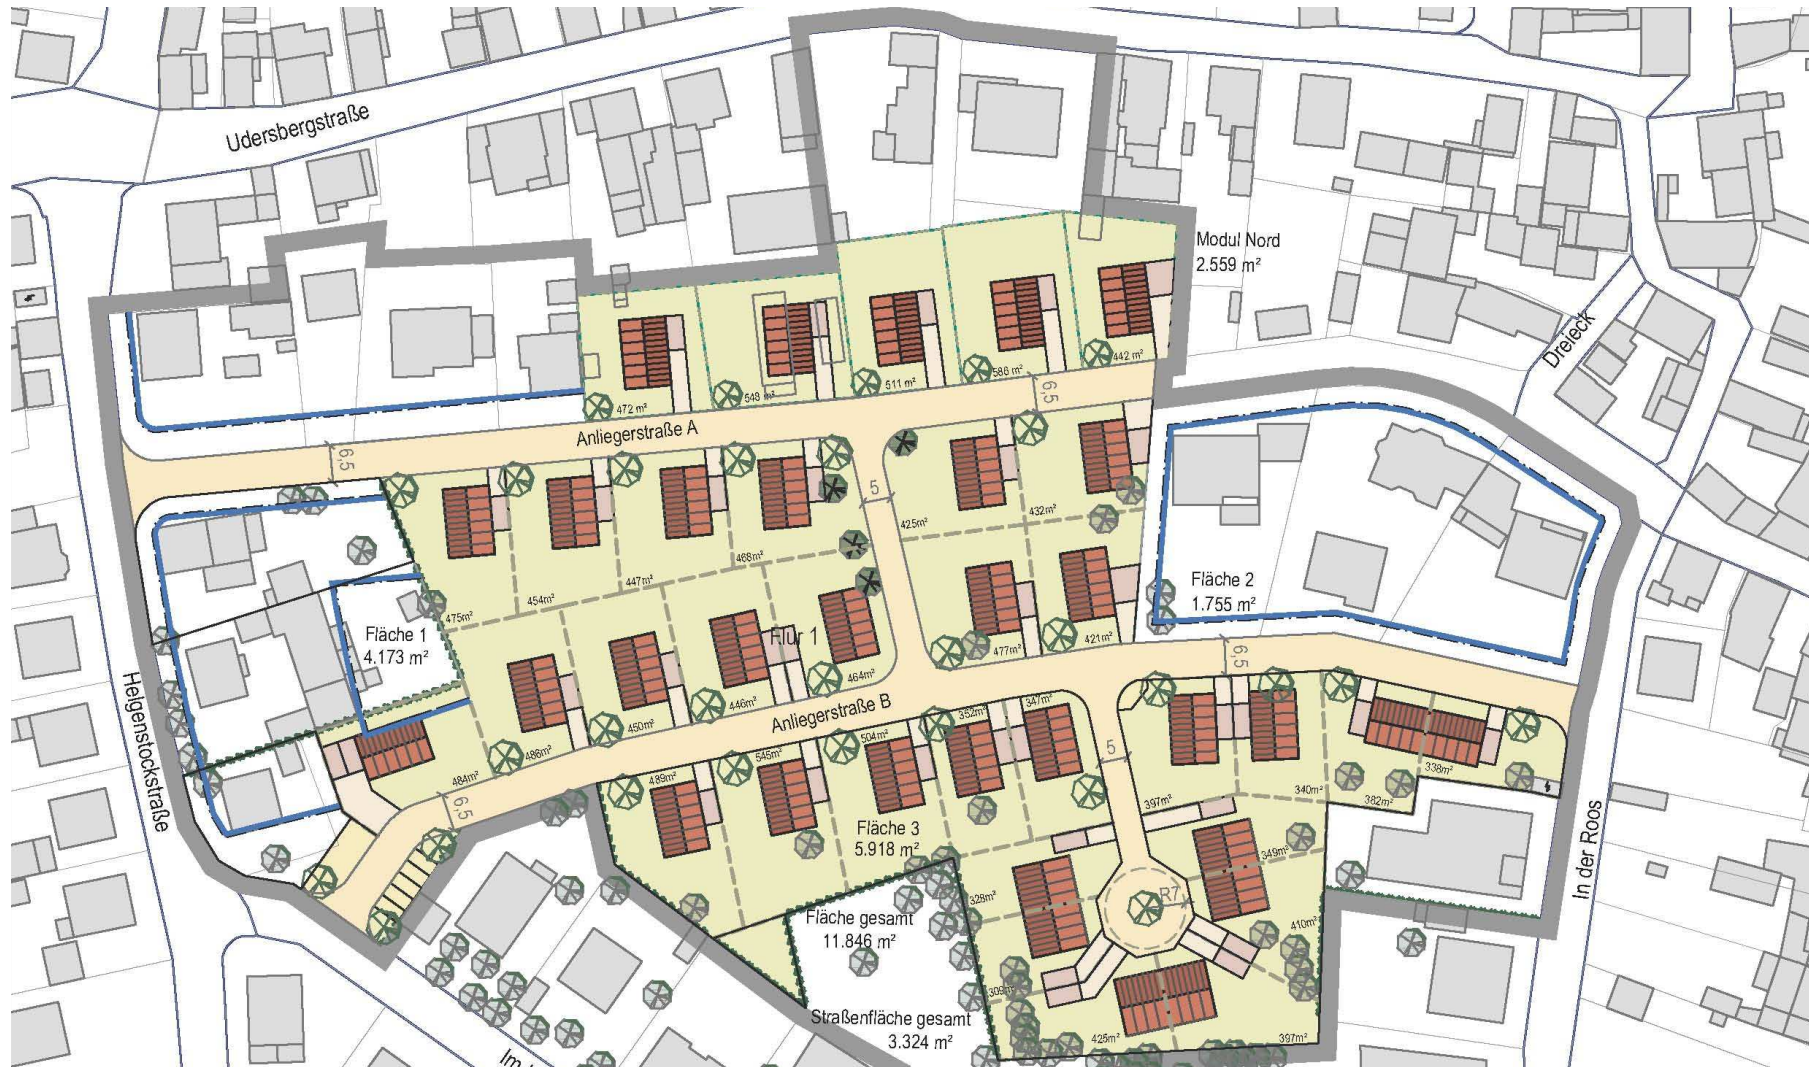 Udersbergstraße
Modul Nord
2.559 m²
Dreieck
442 m²
586 m²
511 m²
548 m²
472 m²
6,5
Anliegerstraße A
6,5
5
425m²
432m²
468m²
447m²
454m²
475m²
Fläche 2
1.755 m²
Fläche 1
4.173 m²
Flur 1
477m²
421m²
6,5
464m²
446m²
450m²
486m²
484m²
Anliegerstraße B
352m²
347m²
504m²
545m²
489m²
Helgenstockstraße
6,5
5
397m²
340m²
382m²
338m²
Fläche 3
5.918 m²
In der Roos
349m²
328m²
R7
410m²
Fläche gesamt
11.846 m²
309m²
Straßenfläche gesamt
3.324 m²
425m²
397m²
Im